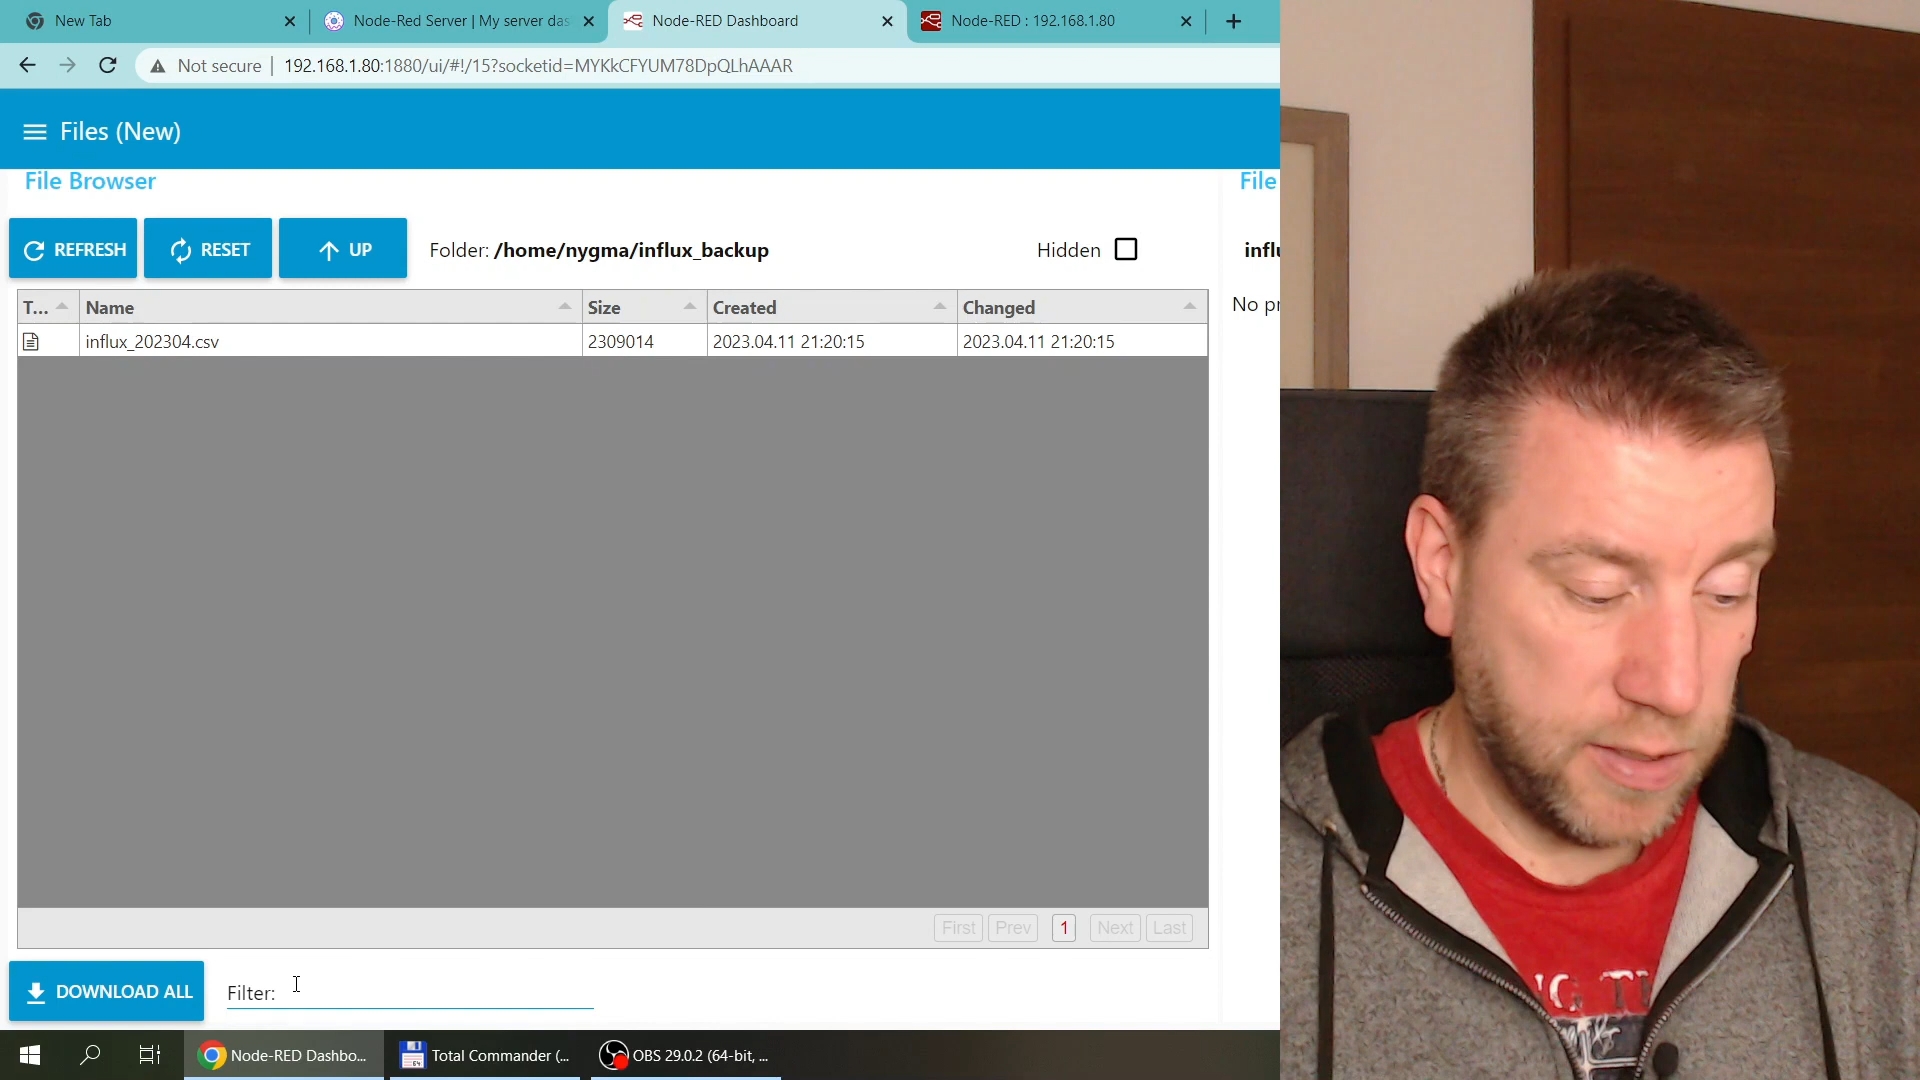 New Tab
Node-Red Server | My server das
Node-RED Dashboard
Node-RED : 192.168.1.80
Not secure
192.168.1.80:1880/ui/#!/15?socketid=MYKkCFYUM78DpQLhAAAR
Files (New)
File Browser
File
REFRESH
RESET
UP
Folder: /home/nygma/influx_backup
Hidden
influ
T...
Name
Size
Created
Changed
No pr
influx_202304.csv
2309014
2023.04.11 21:20:15
2023.04.11 21:20:15
First
Prev
1
Next
Last
DOWNLOAD ALL
Filter:
Node-RED Dashbo...
64
Total Commander (...
OBS 29.0.2 (64-bit, ...